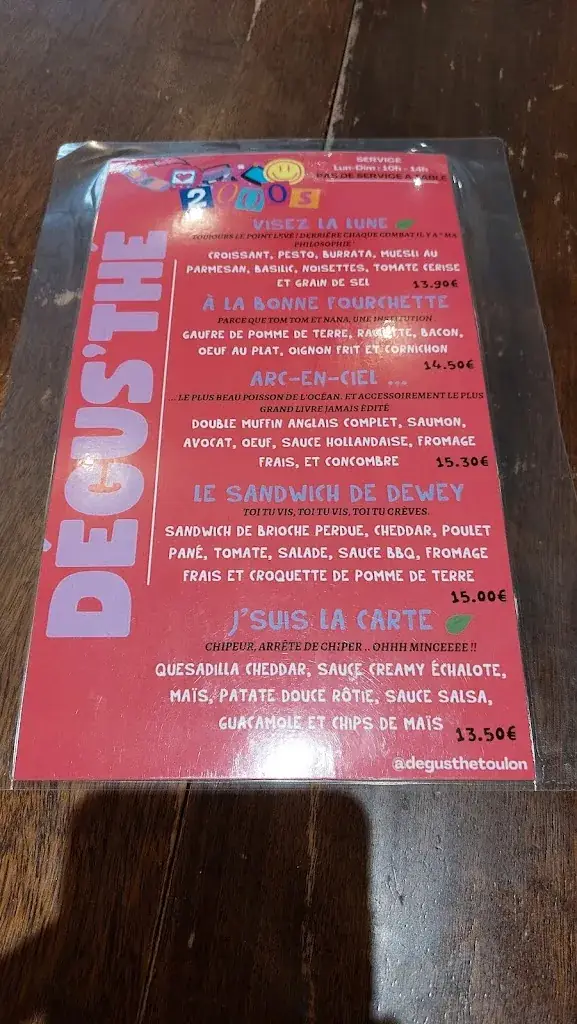 DÉGUS'THÉ
2000S
SERVICE
Lun-Dim : 10h - 14h
PAS DE SERVICE A TABLE
VISEZ LA LUNE
TOUJOURS LE POINT LEVÉ ! DERRIÈRE CHAQUE COMBAT IL Y A "MA
PHILOSOPHIE"
CROISSANT, PESTO, BURRATA, MUESLI AU
PARMESAN, BASILIC, NOISETTES, TOMATE CERISE
ET GRAIN DE SEL
13.90€
À LA BONNE FOURCHETTE
PARCE QUE TOM TOM ET NANA, UNE INSTITUTION
GAUFRE DE POMME DE TERRE, RACLETTE, BACON,
OEUF AU PLAT, OIGNON FRIT ET CORNICHON
14.50€
ARC-EN-CIEL ...
... LE PLUS BEAU POISSON DE L'OCÉAN. ET ACCESSOIREMENT LE PLUS
GRAND LIVRE JAMAIS ÉDITÉ
DOUBLE MUFFIN ANGLAIS COMPLET, SAUMON,
AVOCAT, OEUF, SAUCE HOLLANDAISE, FROMAGE
FRAIS, ET CONCOMBRE
15.30€
LE SANDWICH DE DEWEY
TOI TU VIS, TOI TU VIS, TOI TU CRÈVES.
SANDWICH DE BRIOCHE PERDUE, CHEDDAR, POULET
PANÉ, TOMATE, SALADE, SAUCE BBQ, FROMAGE
FRAIS ET CROQUETTE DE POMME DE TERRE
15.00€
J'SUIS LA CARTE
CHIPEUR, ARRÊTE DE CHIPER .. OHHH MINCEEEE !!
QUESADILLA CHEDDAR, SAUCE CREAMY ÉCHALOTE,
MAÏS, PATATE DOUCE RÔTIE, SAUCE SALSA,
GUACAMOLE ET CHIPS DE MAÏS
13.50€
@degusthetoulon